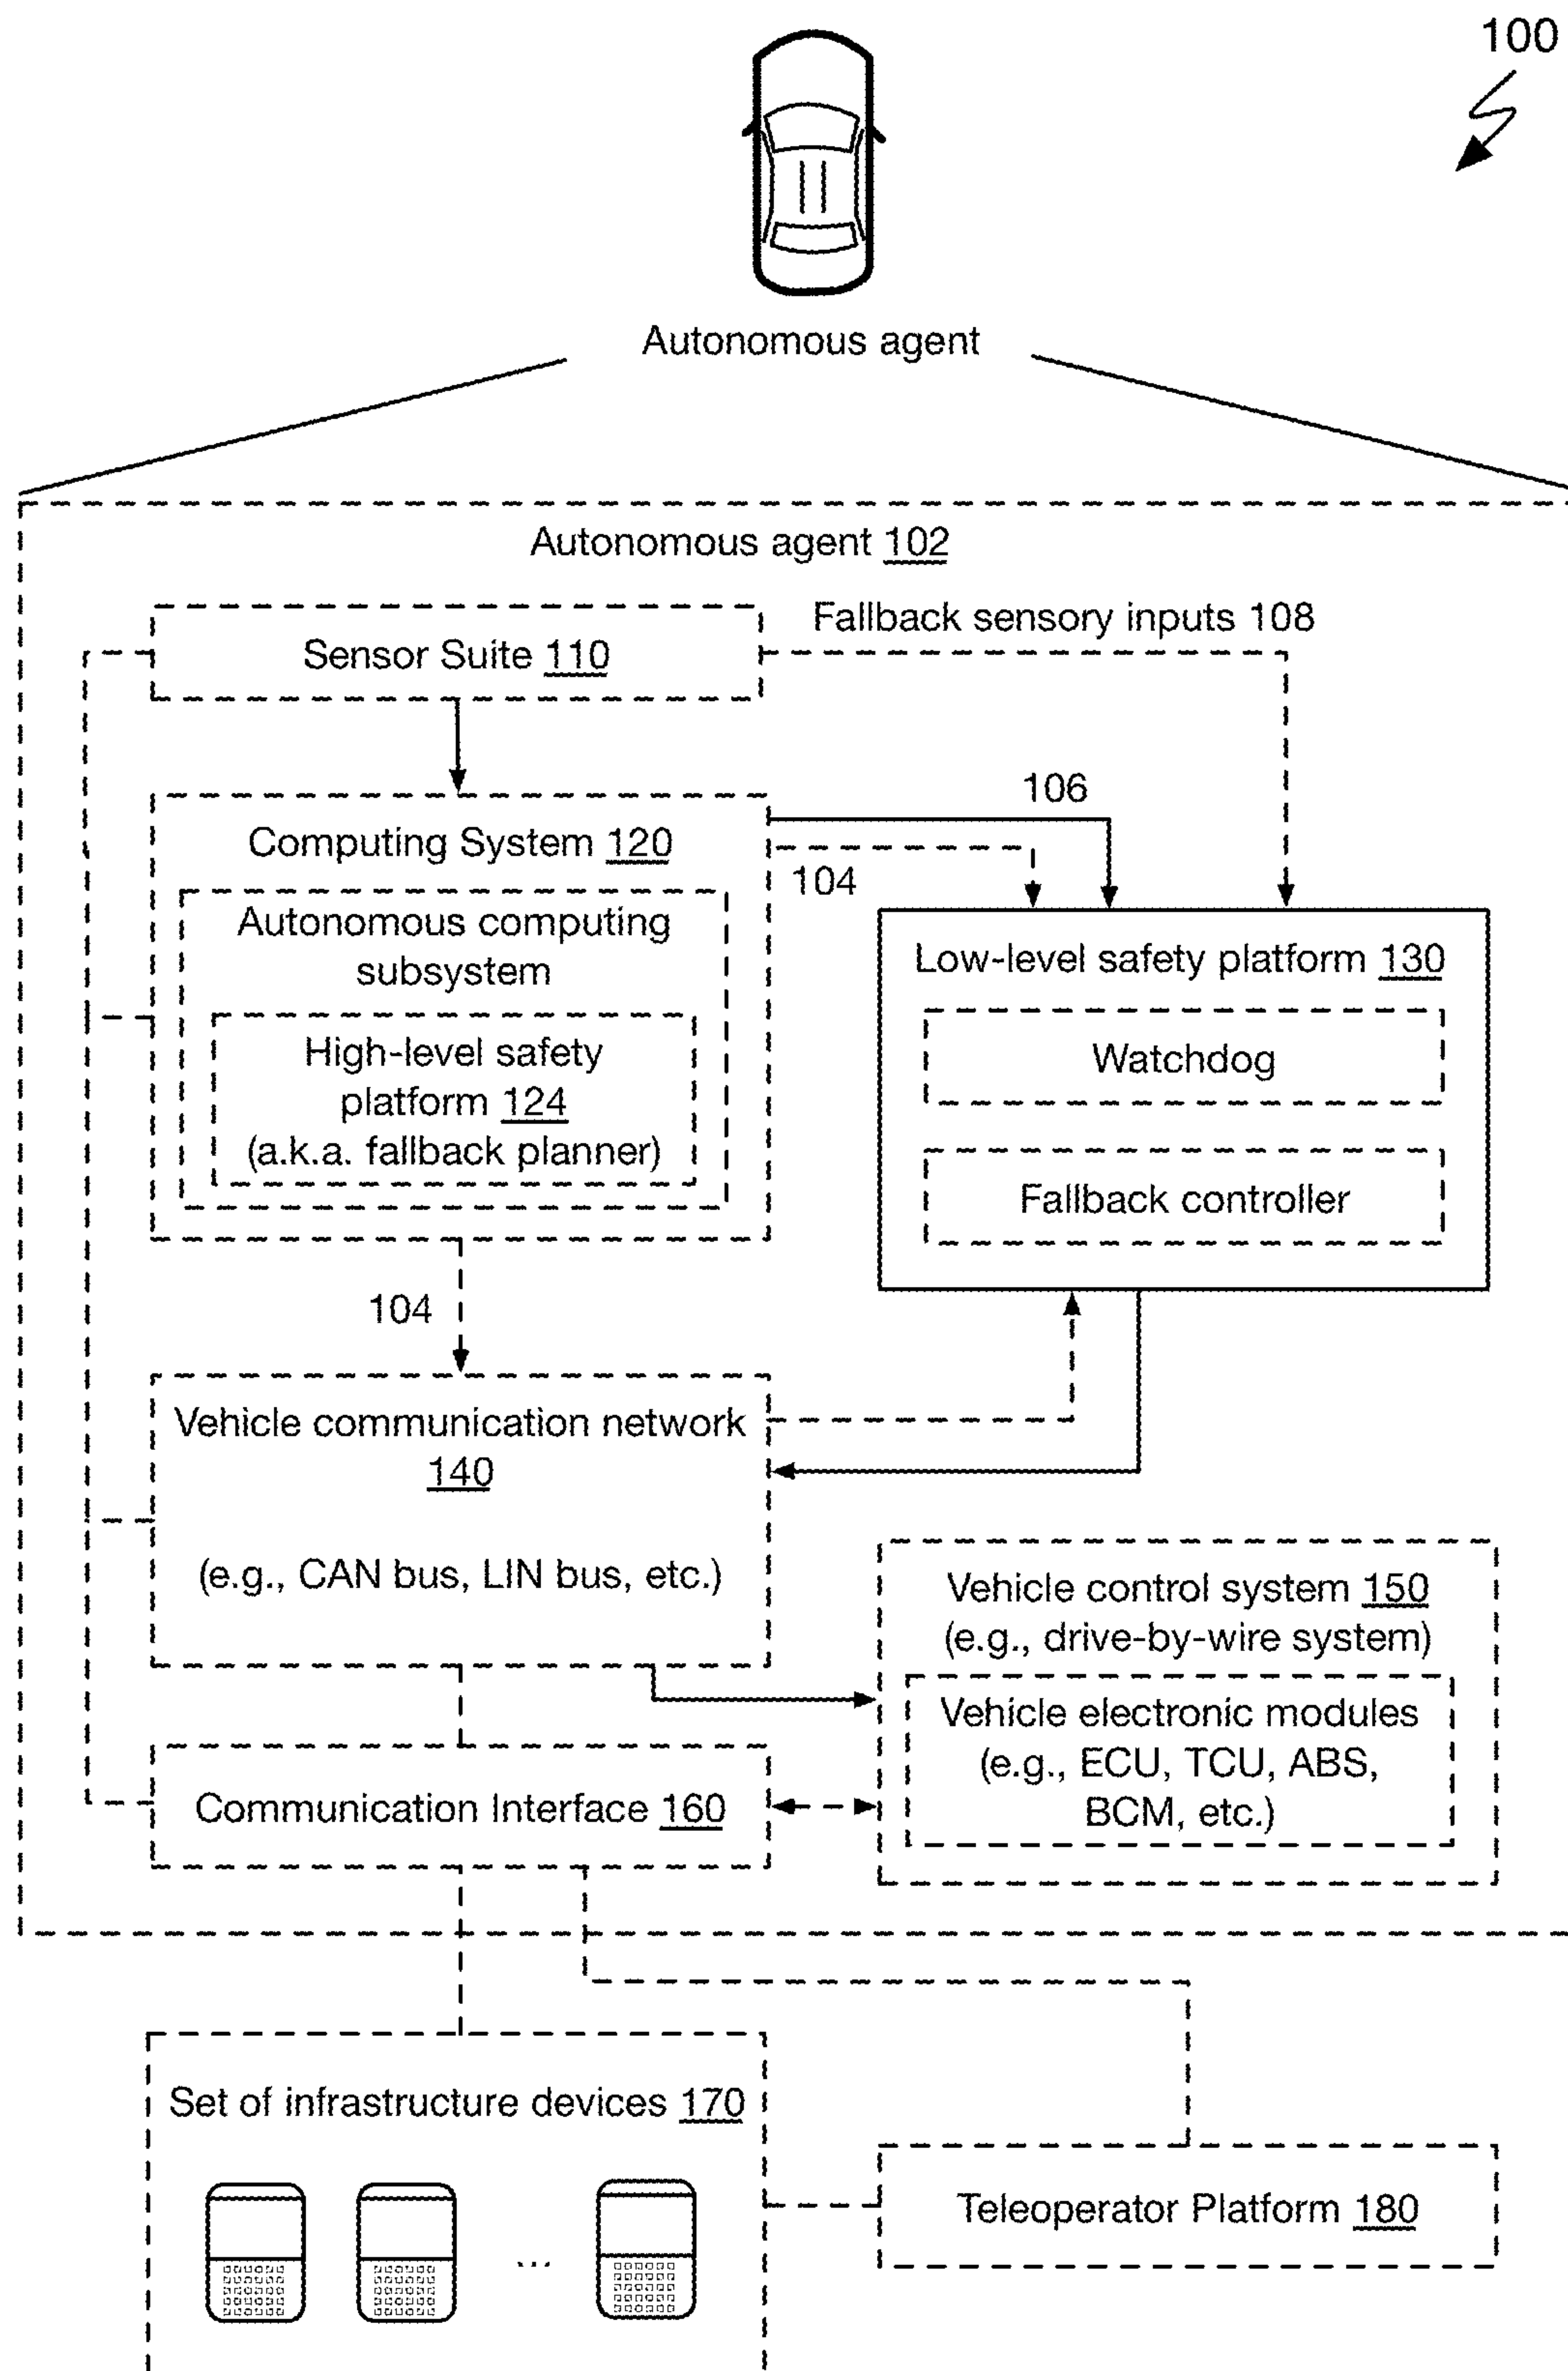 100
Autonomous agent
Autonomous agent 102
Fallback sensory inputs 108
Sensor Suite 110
106
Computing System 120
104
Autonomous computing
subsystem
Low-level safety platform 130
High-level safety
platform 124
(a.k.a. fallback planner)
Watchdog
Fallback controller
104
Vehicle communication network
140
(e.g., CAN bus, LIN bus, etc.)
Vehicle control system 150
(e.g., drive-by-wire system)
Vehicle electronic modules
(e.g., ECU, TCU, ABS,
BCM, etc.)
Communication Interface 160
Set of infrastructure devices 170
...
Teleoperator Platform 180